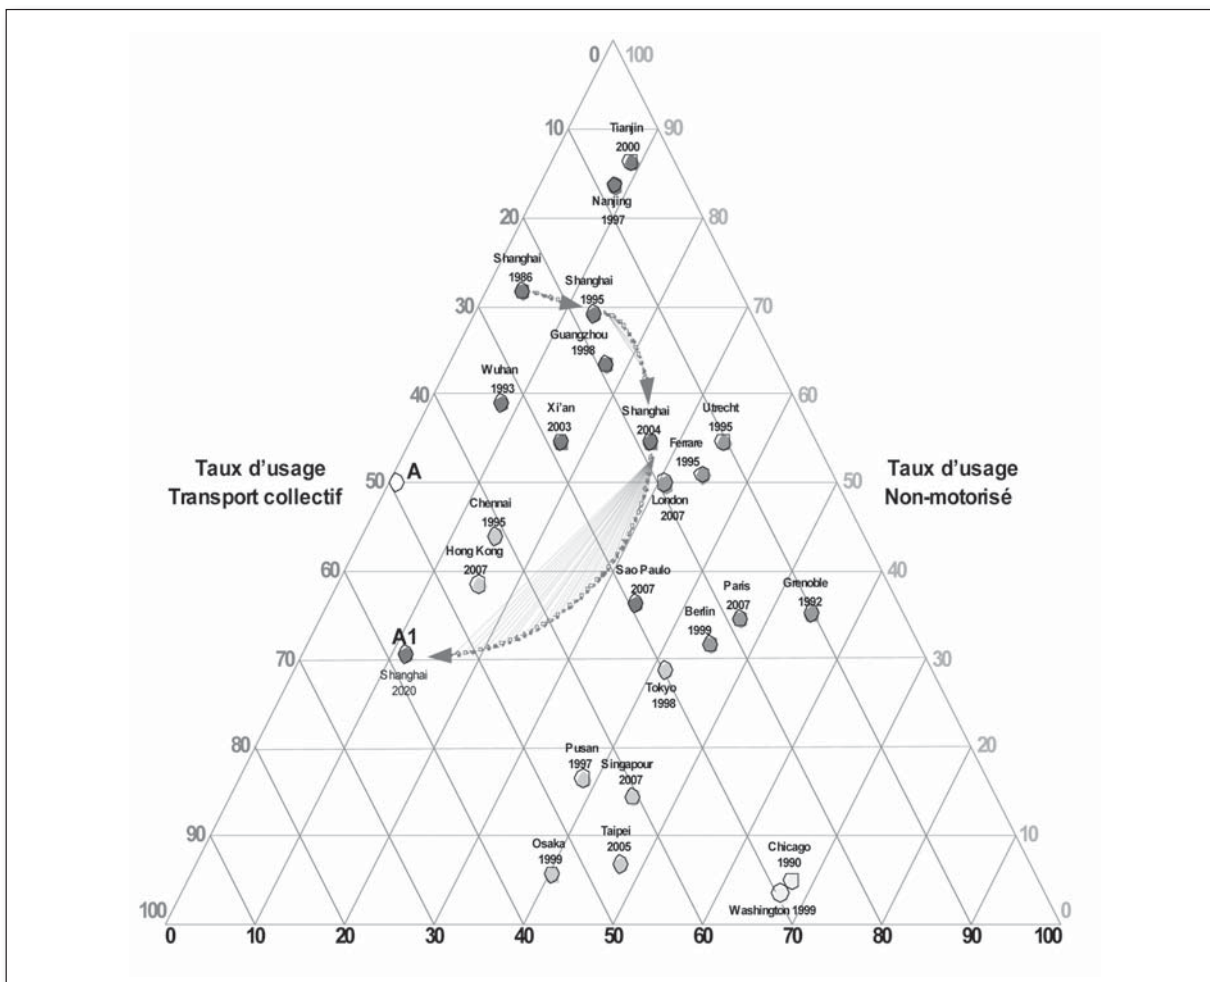 0 100
10 90
Tianjin
2000
Nanjing
1997
20 80
Shanghai
1986
Shanghai
1995
30 70
Guangzhou
1998
Wuhan
1993
40 60
Xi'an
2003
Shanghai
2004
Utrecht
1995
Ferrare
1995
Taux d'usage
Transport collectif
50 A
Taux d'usage
Non-motorisé
50
London
2007
Chennai
1995
Hong Kong
2007
60 40
Sao Paulo
2007
Paris
2007
Grenoble
1992
Berlin
1999
A1
Shanghai
2020
70 30
Tokyo
1998
80 20
Pusan
1997
Singapour
2007
90 10
Taipei
2005
Osaka
1999
Chicago
1990
Washington 1999
100 0
0 10 20 30 40 50 60 70 80 90 100